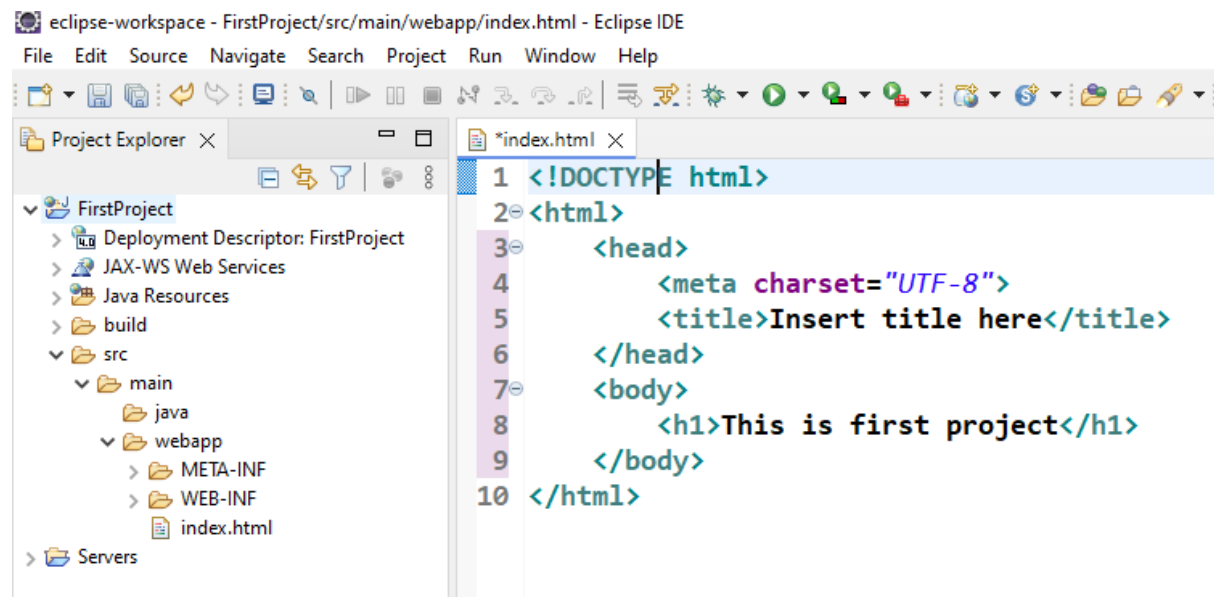 eclipse-workspace - FirstProject/src/main/webapp/index.html - Eclipse IDE
File Edit Source Navigate Search Project Run Window Help
Project Explorer
FirstProject
4.0 Deployment Descriptor: FirstProject
JAX-WS Web Services
Java Resources
build
src
main
java
webapp
META-INF
WEB-INF
index.html
Servers
*index.html
1 <!DOCTYPE html>
2 <html>
3 <head>
4 <meta charset="UTF-8">
5 <title>Insert title here</title>
6 </head>
7 <body>
8 <h1>This is first project</h1>
9 </body>
10 </html>